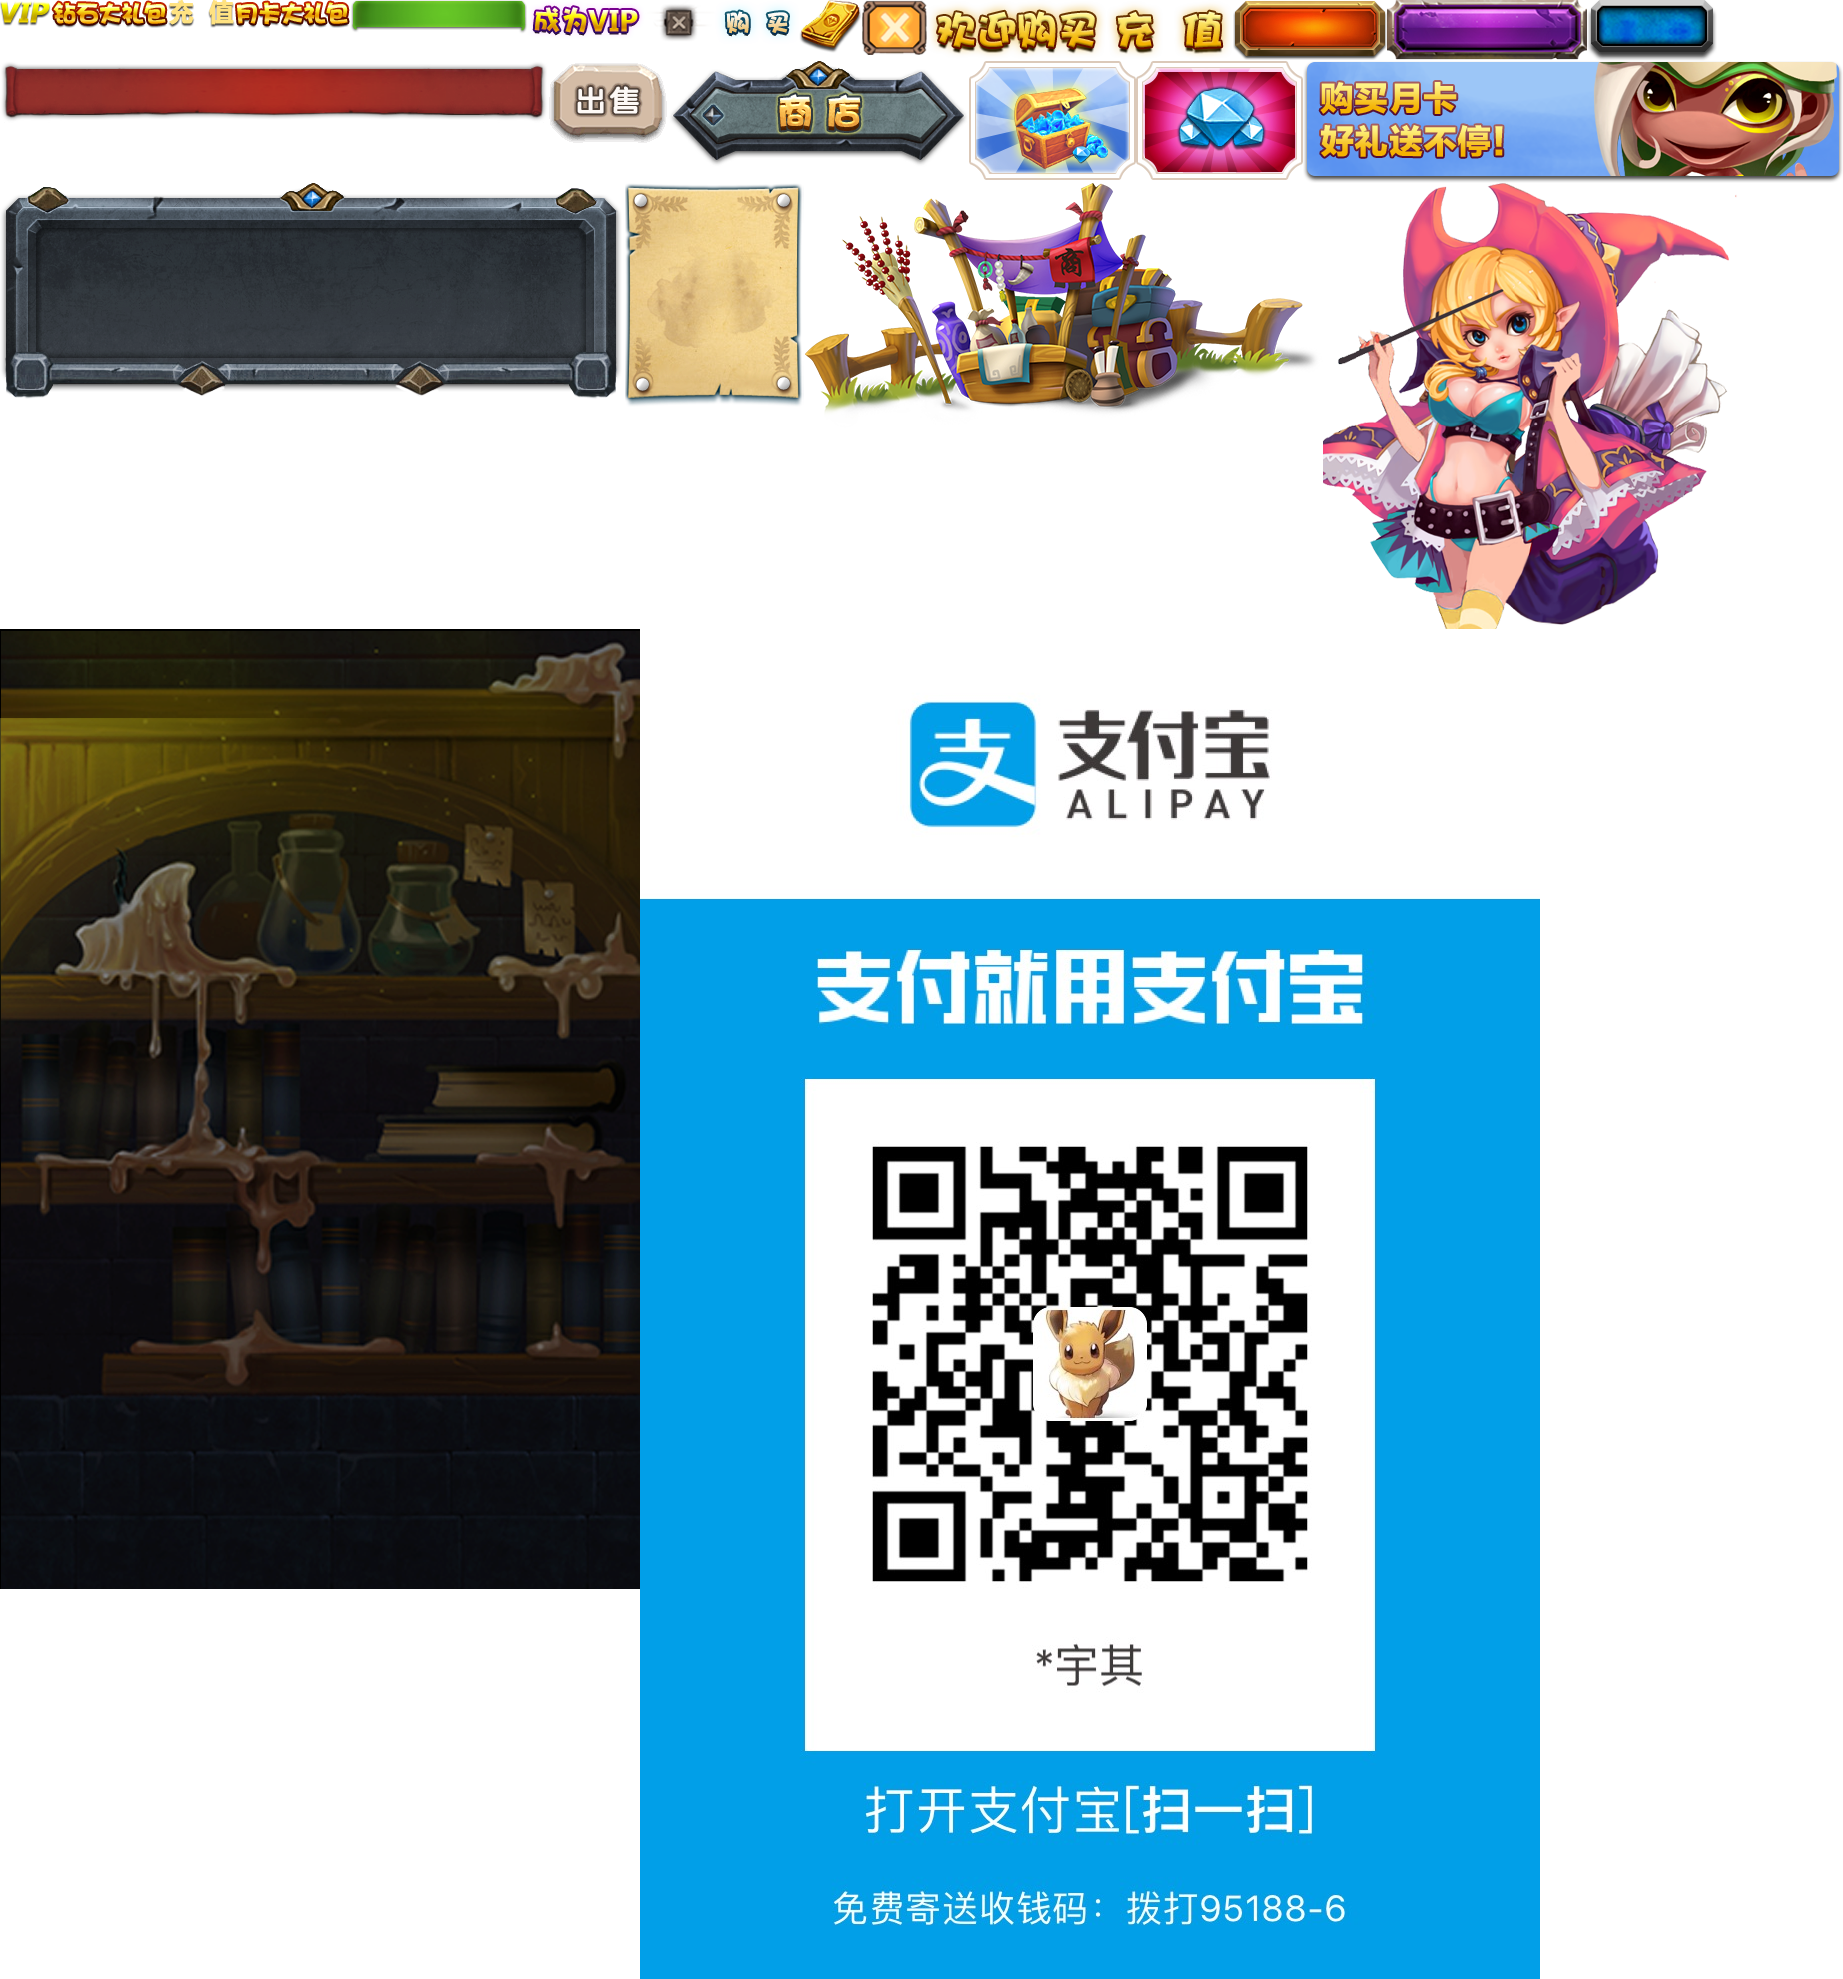 VIP
钻石大礼包
充 值
月卡大礼包
成为VIP
购 买
欢迎购买
充 值
出售
商店
购买月卡
好礼送不停!
商
支付宝
ALIPAY
支付就用支付宝
*宇其
打开支付宝[扫一扫]
免费寄送收钱码：拨打95188-6